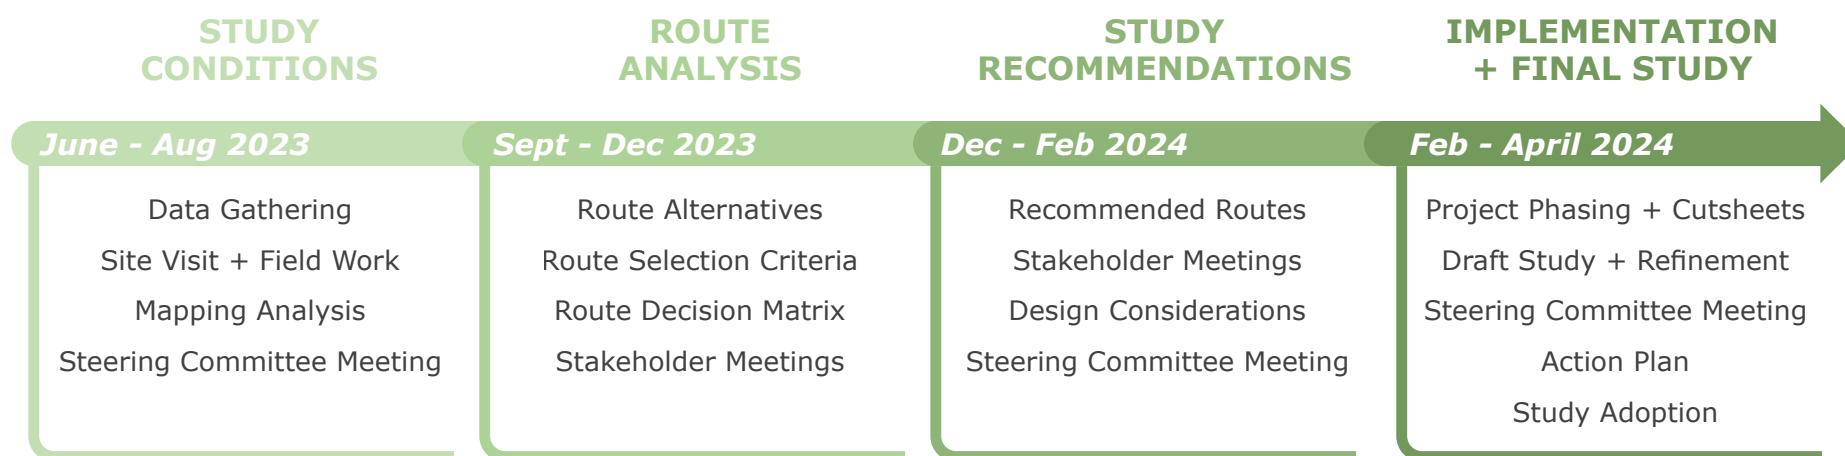 STUDY
CONDITIONS
June – Aug 2023
Data Gathering
Site Visit + Field Work
Mapping Analysis
Steering Committee Meeting
ROUTE
ANALYSIS
Sept – Dec 2023
Route Alternatives
Route Selection Criteria
Route Decision Matrix
Stakeholder Meetings
STUDY
RECOMMENDATIONS
Dec – Feb 2024
Recommended Routes
Stakeholder Meetings
Design Considerations
Steering Committee Meeting
IMPLEMENTATION
+ FINAL STUDY
Feb – April 2024
Project Phasing + Cutsheets
Draft Study + Refinement
Steering Committee Meeting
Action Plan
Study Adoption